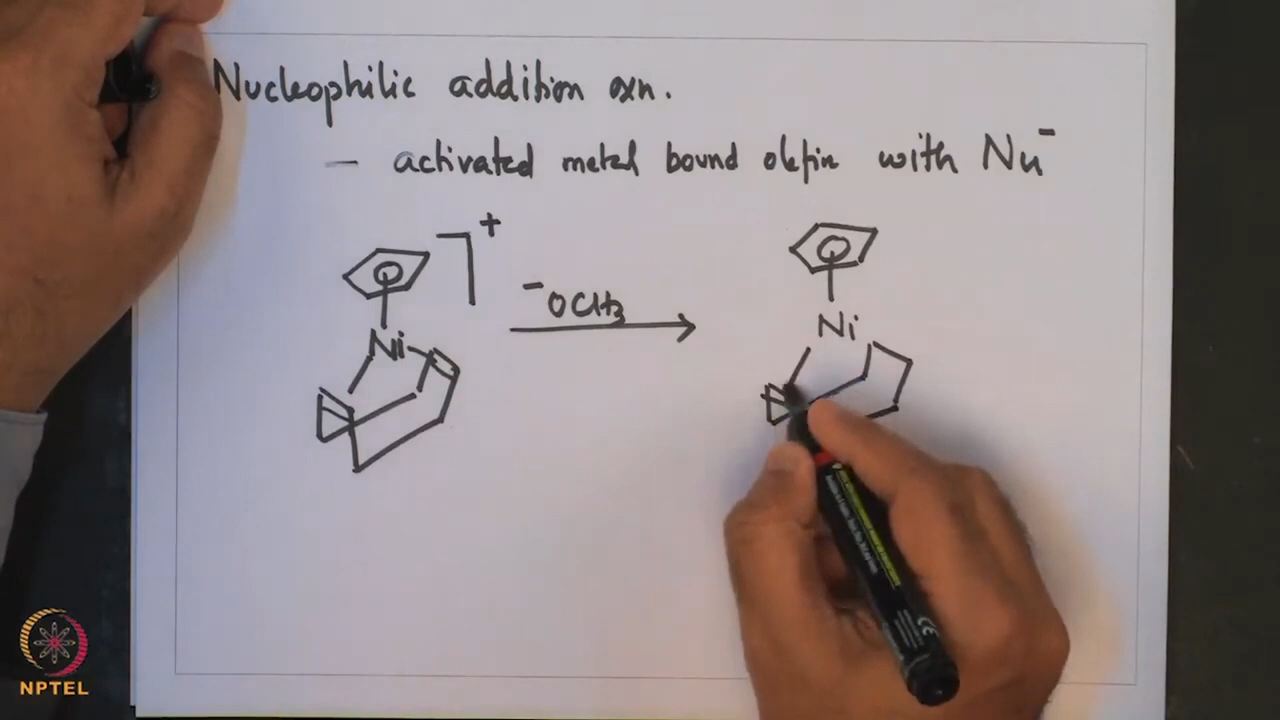 Nucleophilic addition rxn.
— activated metal bound olefin with Nu⁻
+
⁻OCH3
Ni
Ni
NPTEL